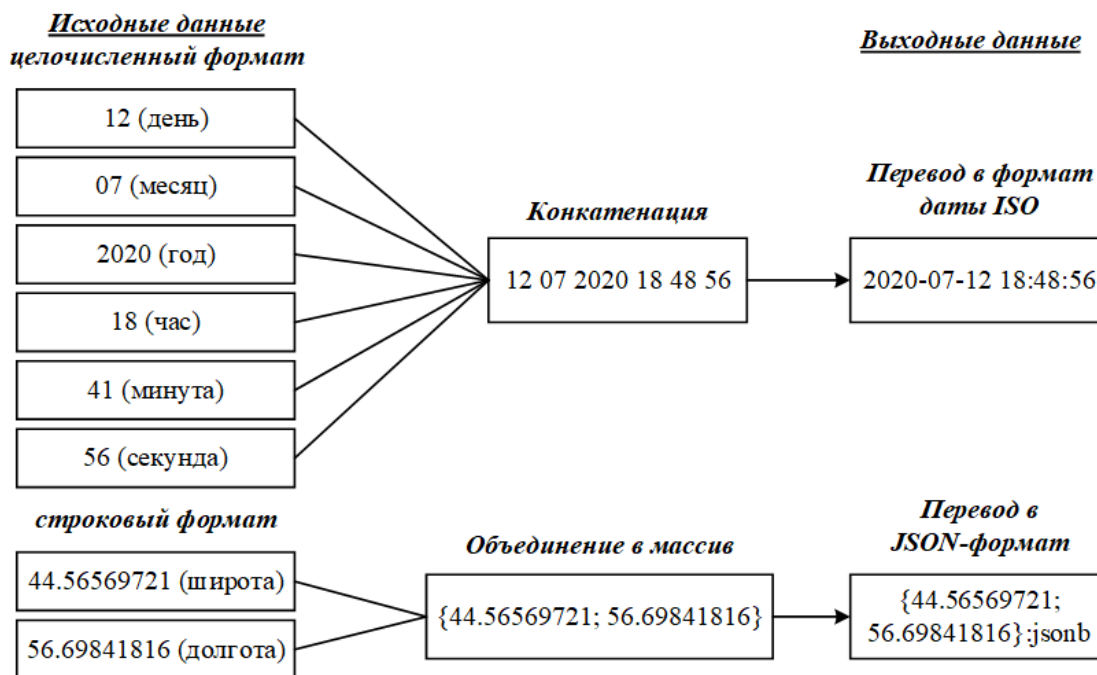 Исходные данные
целочисленный формат
12 (день)
07 (месяц)
2020 (год)
18 (час)
41 (минута)
56 (секунда)
Конкатенация
12 07 2020 18 48 56
Выходные данные
Перевод в формат
даты ISO
2020-07-12 18:48:56
строковый формат
44.56569721 (широта)
56.69841816 (долгота)
Объединение в массив
{44.56569721; 56.69841816}
Перевод в
JSON-формат
{44.56569721;
56.69841816}:jsonb